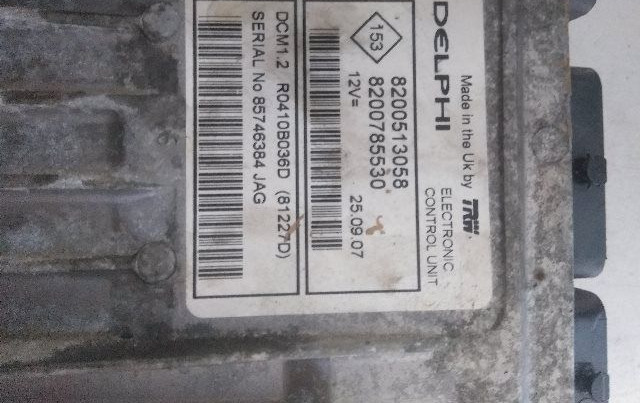 DELPHI
Made in the Uk by TRW
ELECTRONIC
CONTROL UNIT
153
8200513058
8200785530
12V= 25.09.07
DCM1.2 R0410B036D (81227D)
SERIAL No 85746384 JAG